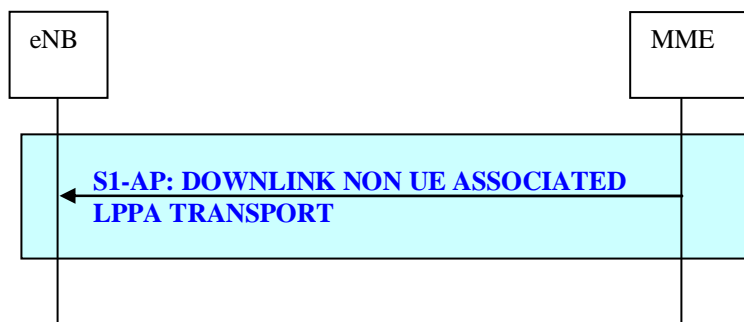 eNB
MME
S1-AP: DOWNLINK NON UE ASSOCIATED
LPPA TRANSPORT